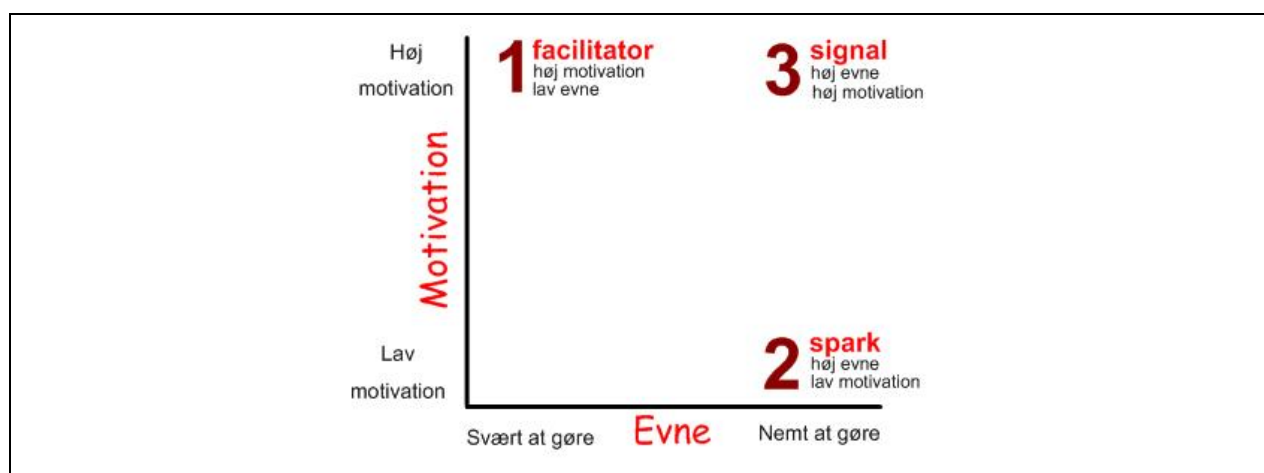 Høj
motivation
1 facilitator
høj motivation
lav evne
3 signal
høj evne
høj motivation
Motivation
Lav
motivation
2 spark
høj evne
lav motivation
Svært at gøre
Evne
Nemt at gøre